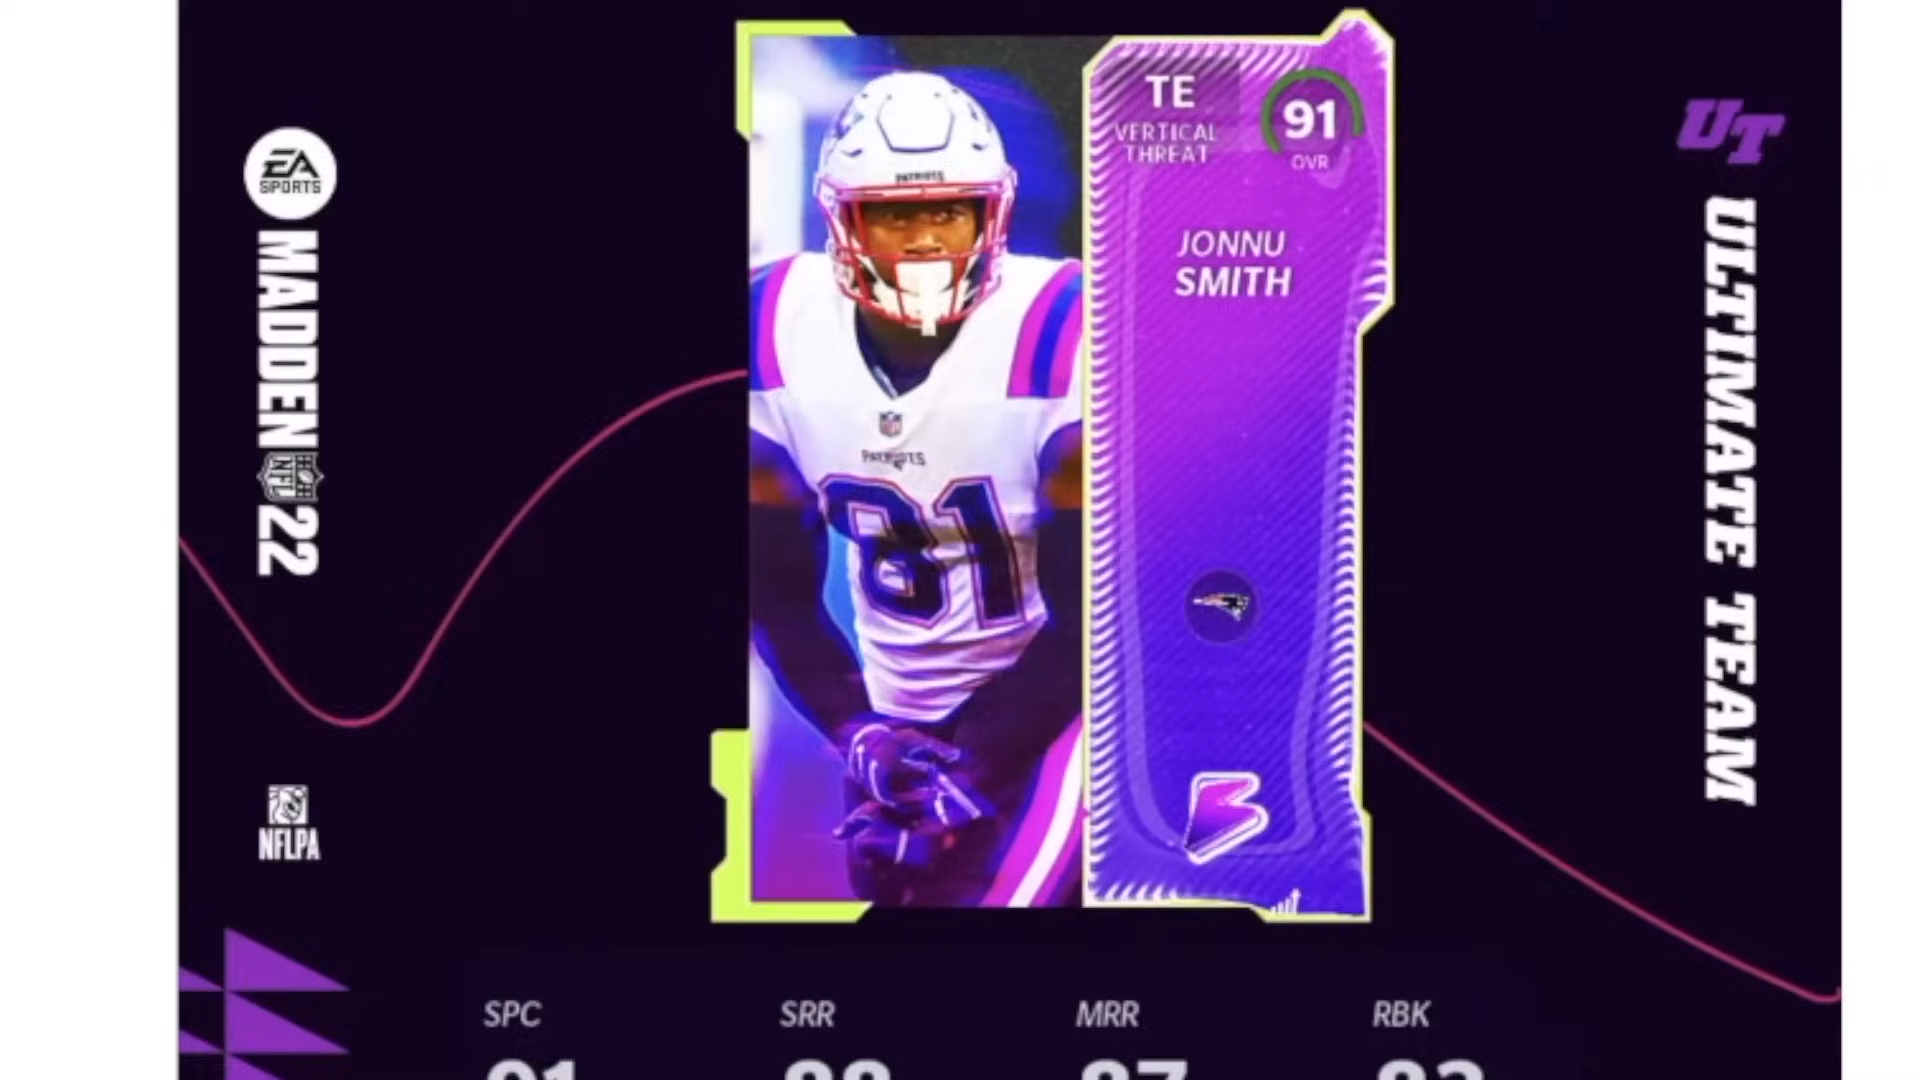 EA
SPORTS
MADDEN NFL 22
NFLPA
TE
VERTICAL
THREAT
91
OVR
JONNU
SMITH
PATRIOTS
PATRIOTS
81
UT
ULTIMATE TEAM
SPC
SRR
MRR
RBK